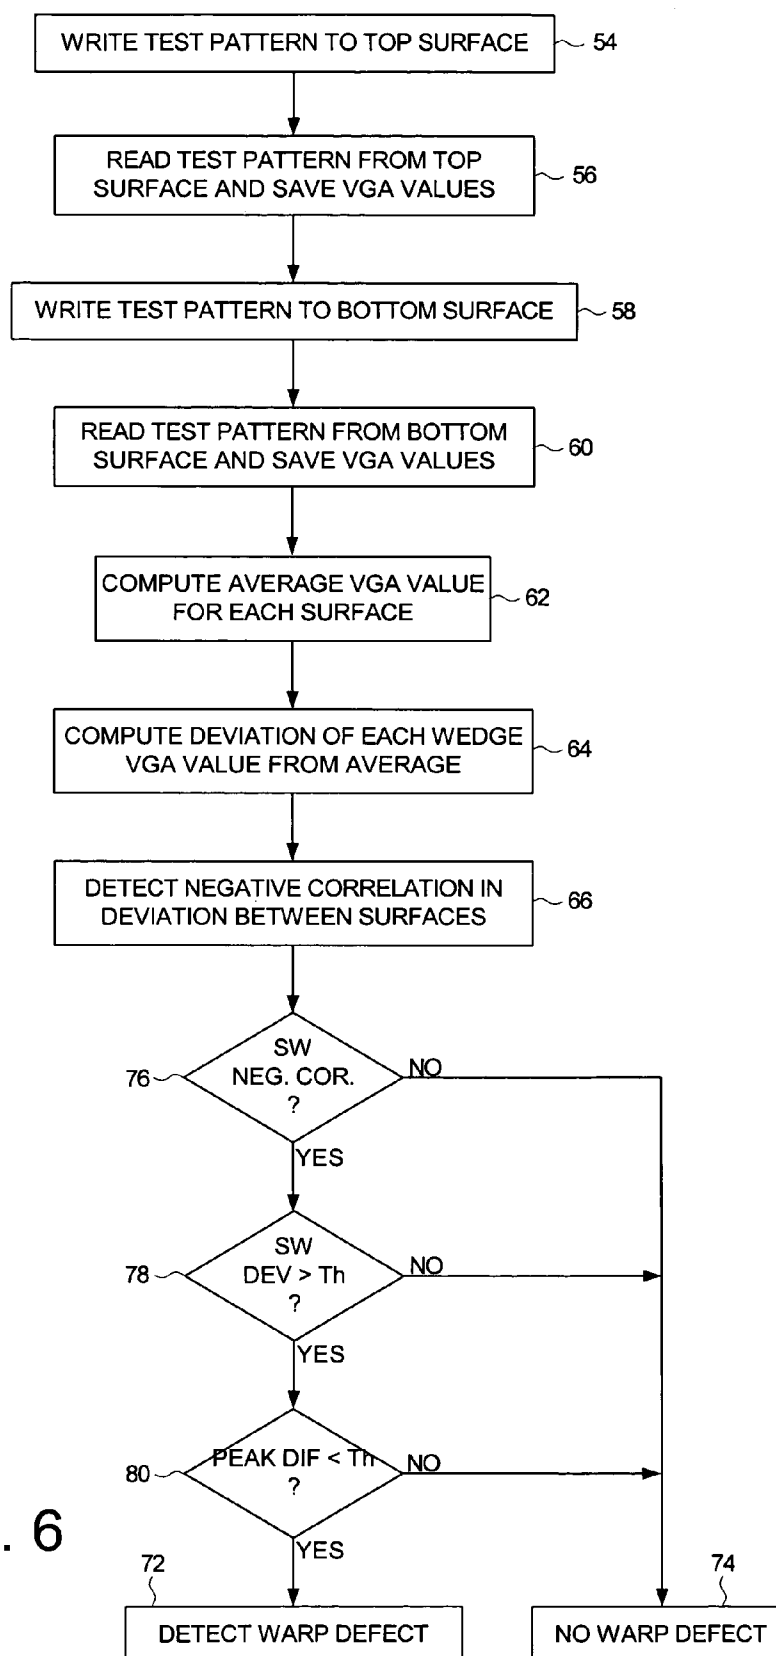 WRITE TEST PATTERN TO TOP SURFACE
54
READ TEST PATTERN FROM TOP
SURFACE AND SAVE VGA VALUES
56
WRITE TEST PATTERN TO BOTTOM SURFACE
58
READ TEST PATTERN FROM BOTTOM
SURFACE AND SAVE VGA VALUES
60
COMPUTE AVERAGE VGA VALUE
FOR EACH SURFACE
62
COMPUTE DEVIATION OF EACH WEDGE
VGA VALUE FROM AVERAGE
64
DETECT NEGATIVE CORRELATION IN
DEVIATION BETWEEN SURFACES
66
76
SW
NEG. COR.
?
NO
YES
78
SW
DEV > Th
?
NO
YES
80
PEAK DIF < Th
?
NO
YES
. 6
72
DETECT WARP DEFECT
74
NO WARP DEFECT